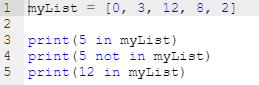 1 myList = [0, 3, 12, 8, 2]
2
3 print(5 in myList)
4 print(5 not in myList)
5 print(12 in myList)